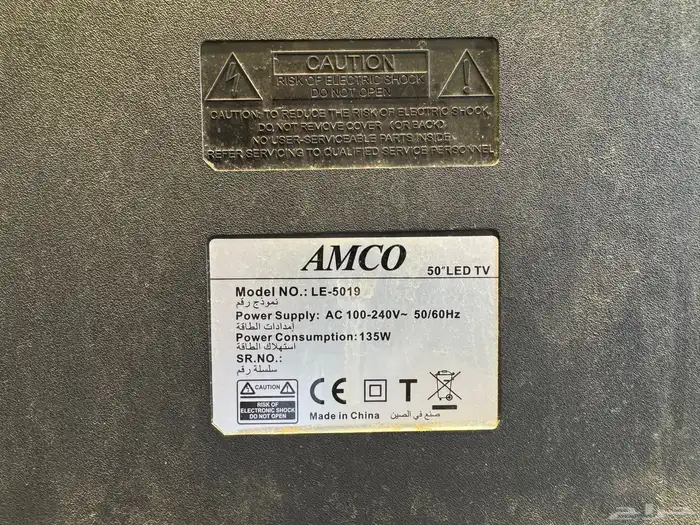 CAUTION
RISK OF ELECTRIC SHOCK
DO NOT OPEN
CAUTION: TO REDUCE THE RISK OF ELECTRIC SHOCK,
DO NOT REMOVE COVER (OR BACK)
NO USER-SERVICEABLE PARTS INSIDE
REFER SERVICING TO QUALIFIED SERVICE PERSONNEL
AMCO
50"LED TV
Model NO.: LE-5019
نموذج رقم
Power Supply: AC 100-240V~ 50/60Hz
إمدادات الطاقة
Power Consumption:135W
استهلاك الطاقة
SR.NO.:
سلسلة رقم
CAUTION
RISK OF
ELECTRONIC SHOCK
DO NOT OPEN
CE T
Made in China صنع في الصين